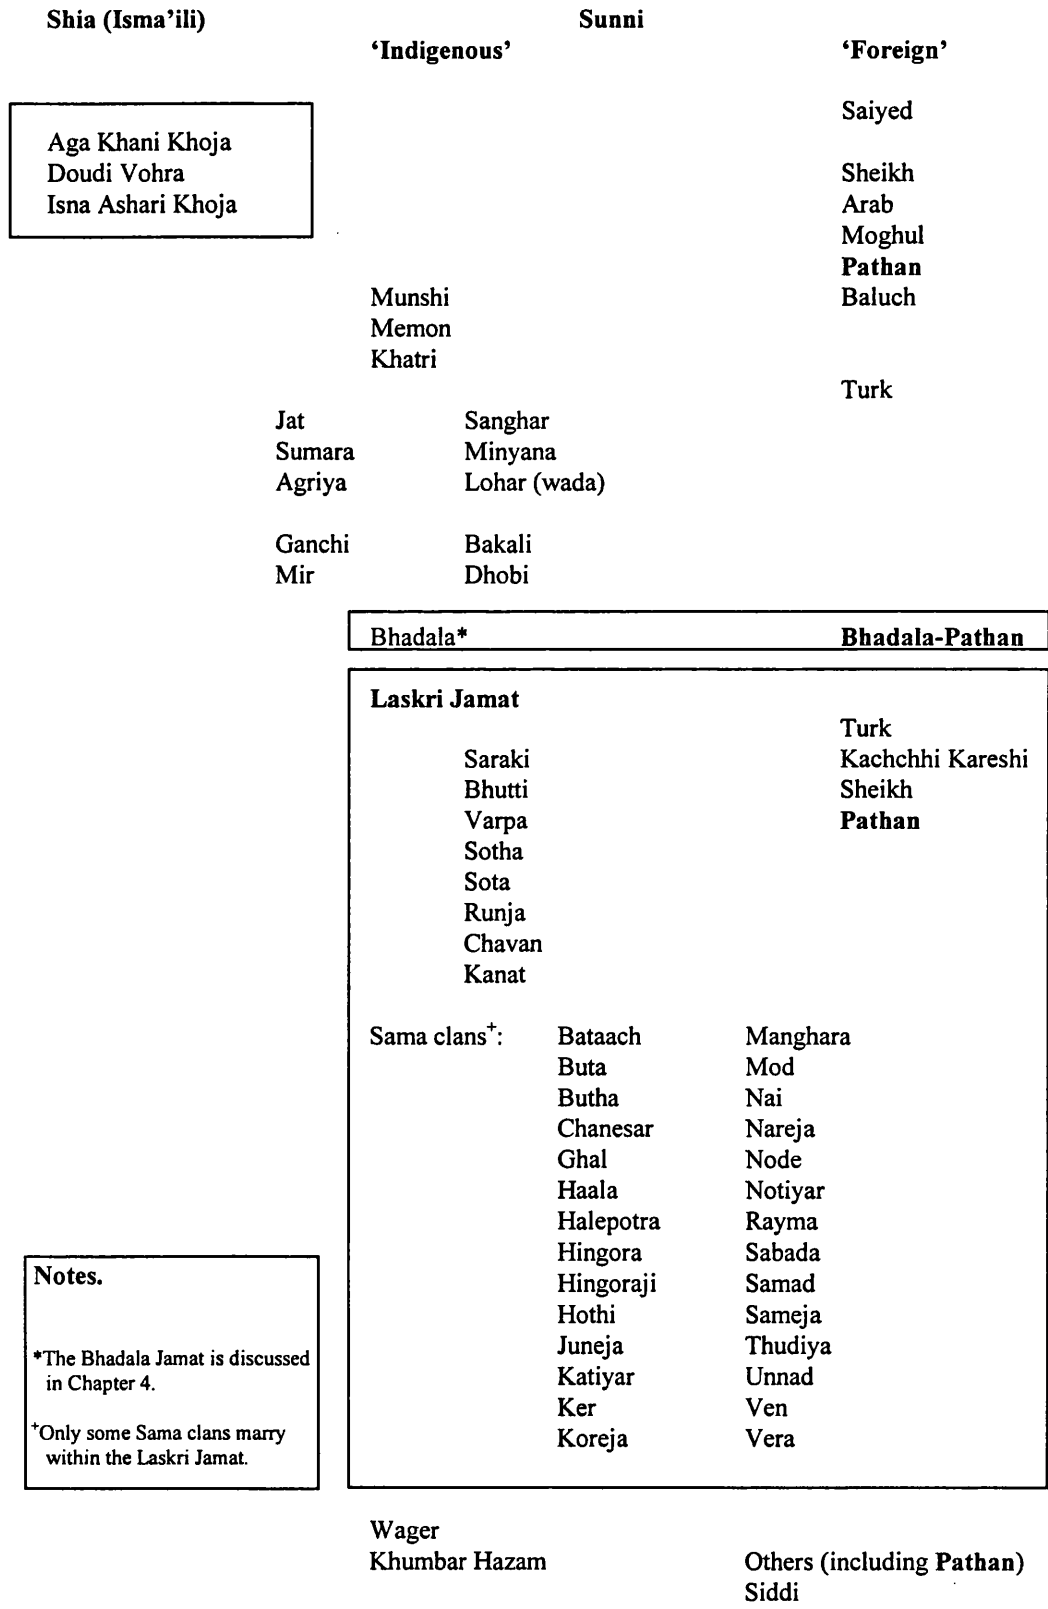 Shia (Isma'ili) Sunni
'Indigenous' 'Foreign'
Saiyed
Aga Khani Khoja
Doudi Vohra Sheikh
Isna Ashari Khoja Arab
Moghul
Pathan
Munshi Baluch
Memon
Khatri
Turk
Jat Sanghar
Sumara Minyana
Agriya Lohar (wada)
Ganchi Bakali
Mir Dhobi
Bhadala* Bhadala-Pathan
Laskri Jamat
Turk
Saraki Kachchhi Kareshi
Bhutti Sheikh
Varpa Pathan
Sotha
Sota
Runja
Chavan
Kanat
Sama clans+: Bataach Manghara
Buta Mod
Butha Nai
Chanesar Nareja
Ghal Node
Haala Notiyar
Halepotra Rayma
Hingora Sabada
Hingoraji Samad
Hothi Sameja
Juneja Thudiya
Katiyar Unnad
Ker Ven
Koreja Vera
Notes.
*The Bhadala Jamat is discussed
in Chapter 4.
+Only some Sama clans marry
within the Laskri Jamat.
Wager
Khumbar Hazam Others (including Pathan)
Siddi